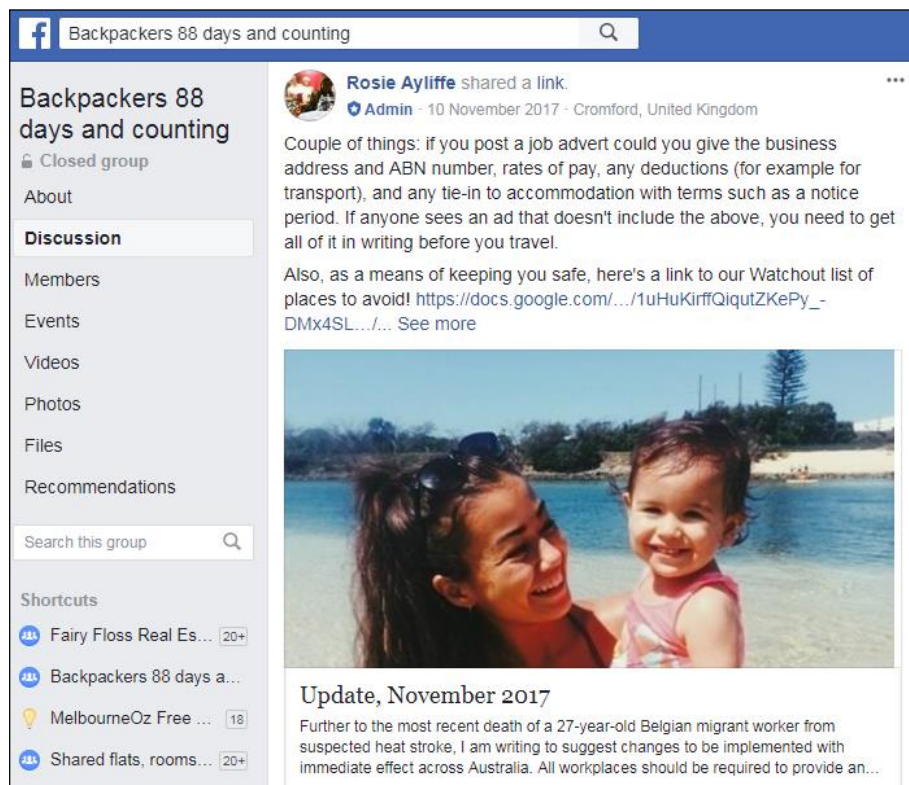 Backpackers 88 days and counting
Backpackers 88
days and counting
Closed group
About
Discussion
Members
Events
Videos
Photos
Files
Recommendations
Search this group
Shortcuts
Fairy Floss Real Es... 20+
Backpackers 88 days a...
MelbourneOz Free ... 18
Shared flats, rooms... 20+
Rosie Ayliffe shared a link.
Admin · 10 November 2017 · Cromford, United Kingdom
Couple of things: if you post a job advert could you give the business
address and ABN number, rates of pay, any deductions (for example for
transport), and any tie-in to accommodation with terms such as a notice
period. If anyone sees an ad that doesn't include the above, you need to get
all of it in writing before you travel.
Also, as a means of keeping you safe, here's a link to our Watchout list of
places to avoid! https://docs.google.com/.../1uHuKirffQiqutZKePy_-
DMx4SL.../... See more
Update, November 2017
Further to the most recent death of a 27-year-old Belgian migrant worker from
suspected heat stroke, I am writing to suggest changes to be implemented with
immediate effect across Australia. All workplaces should be required to provide an...